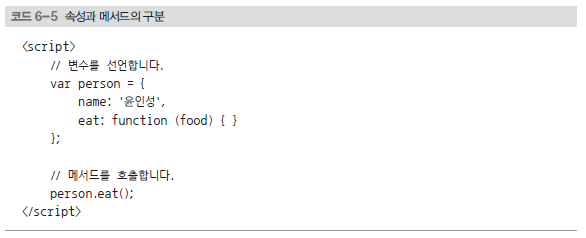 코드 6-5 속성과 메서드의 구분
<script>
// 변수를 선언합니다.
var person = {
name: '윤인성',
eat: function (food) { }
};
// 메서드를 호출합니다.
person.eat();
</script>